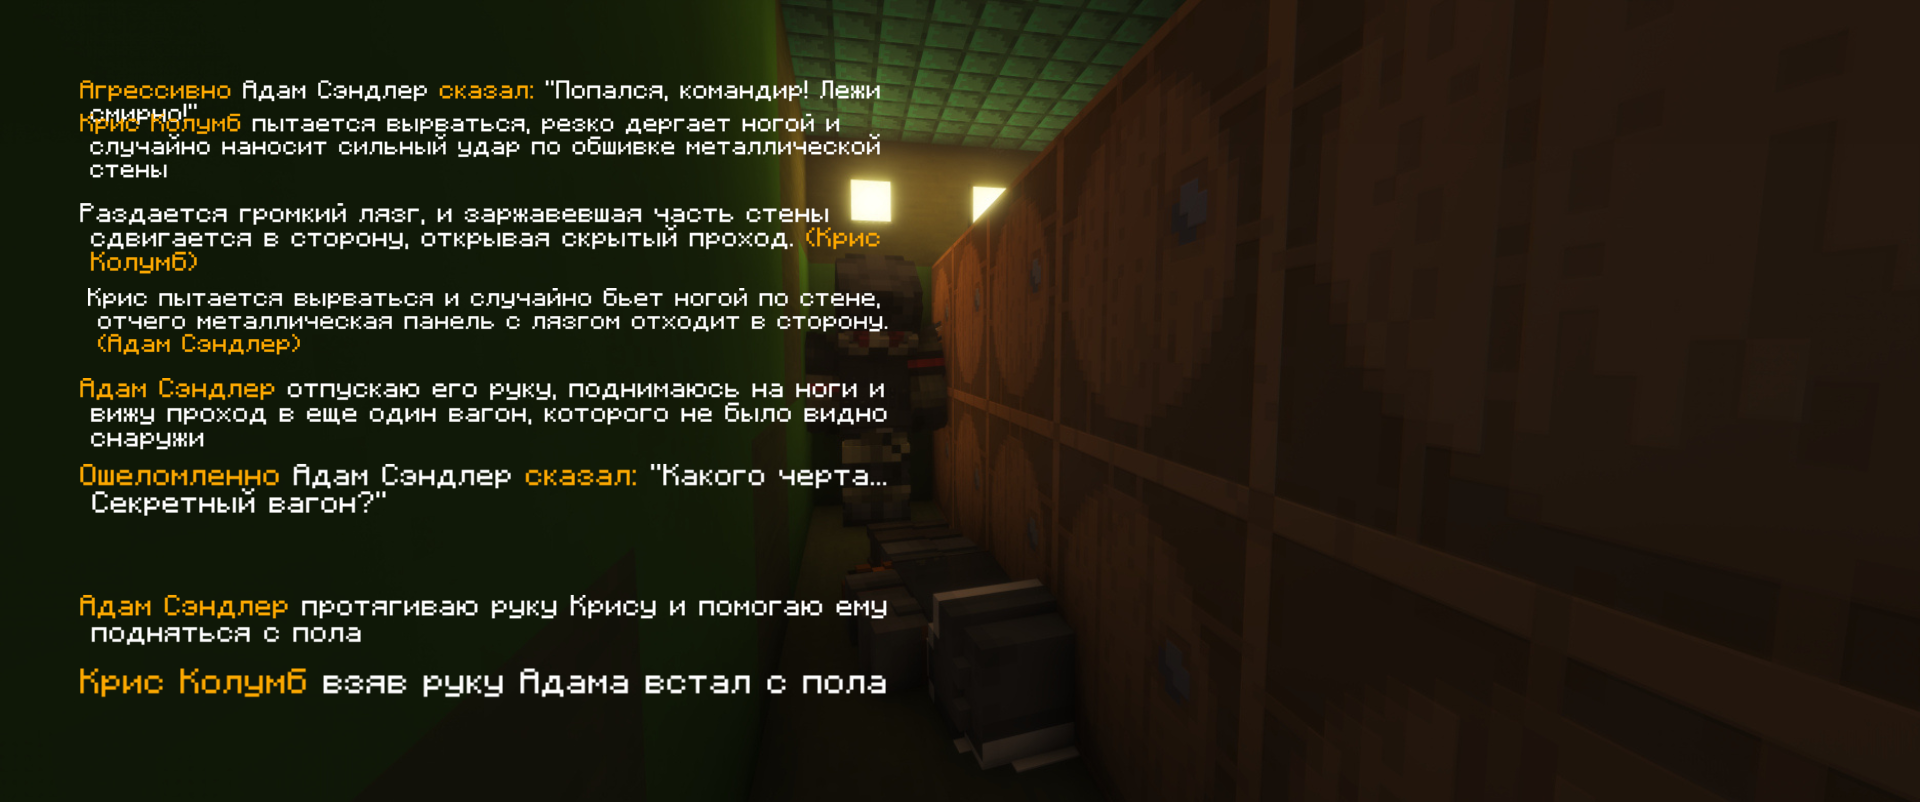 Агрессивно Адам Сэндлер сказал: "Попался, командир! Лежи
смирно!"
Крис Колумб пытается вырваться, резко дергает ногой и
случайно наносит сильный удар по обшивке металлической
стены
Раздается громкий лязг, и заржавевшая часть стены
сдвигается в сторону, открывая скрытый проход. (Крис
Колумб)
Крис пытается вырваться и случайно бьет ногой по стене,
отчего металлическая панель с лязгом отходит в сторону.
(Адам Сэндлер)
Адам Сэндлер отпускаю его руку, поднимаюсь на ноги и
вижу проход в еще один вагон, которого не было видно
снаружи
Ошеломленно Адам Сэндлер сказал: "Какого черта...
Секретный вагон?"
Адам Сэндлер протягиваю руку Крису и помогаю ему
подняться с пола
Крис Колумб взяв руку Адама встал с пола